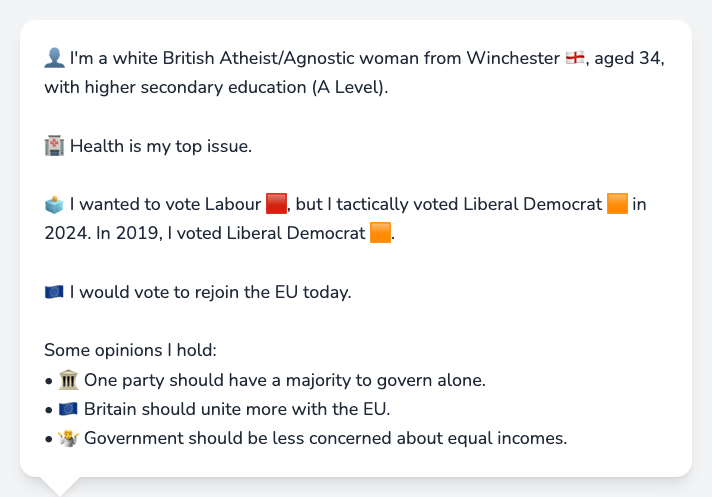 👤 I'm a white British Atheist/Agnostic woman from Winchester 🏴󠁧󠁢󠁥󠁮󠁧󠁿, aged 34,
with higher secondary education (A Level).
🏥 Health is my top issue.
🗳️ I wanted to vote Labour 🟥, but I tactically voted Liberal Democrat 🟧 in
2024. In 2019, I voted Liberal Democrat 🟧.
🇪🇺 I would vote to rejoin the EU today.
Some opinions I hold:
• 🏛️ One party should have a majority to govern alone.
• 🇪🇺 Britain should unite more with the EU.
• 🤷 Government should be less concerned about equal incomes.